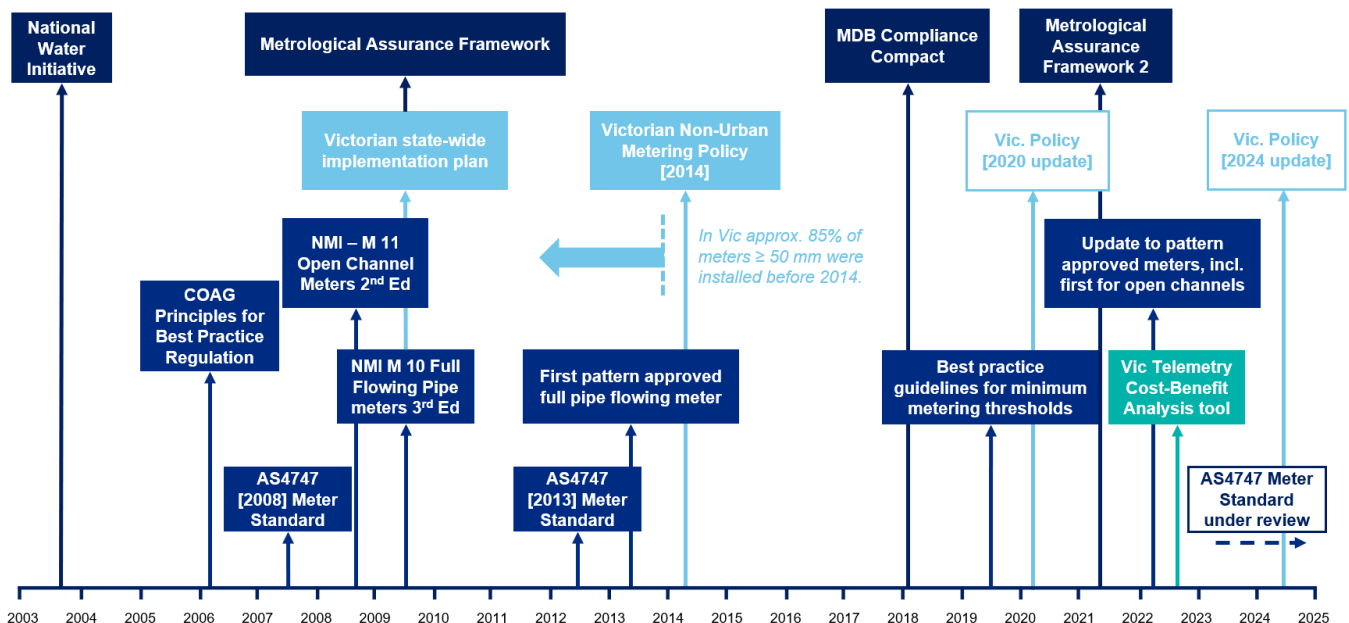 National
Water
Initiative
Metrological Assurance Framework
MDB Compliance
Compact
Metrological
Assurance
Framework 2
Victorian state-wide
implementation plan
Victorian Non-Urban
Metering Policy
[2014]
Vic. Policy
[2020 update]
Vic. Policy
[2024 update]
NMI – M 11
Open Channel
Meters 2nd Ed
In Vic approx. 85% of
meters ≥ 50 mm were
installed before 2014.
Update to pattern
approved meters, incl.
first for open channels
COAG
Principles for
Best Practice
Regulation
NMI M 10 Full
Flowing Pipe
meters 3rd Ed
First pattern approved
full pipe flowing meter
Best practice
guidelines for minimum
metering thresholds
Vic Telemetry
Cost-Benefit
Analysis tool
AS4747
[2008] Meter
Standard
AS4747
[2013] Meter
Standard
AS4747 Meter
Standard
under review
2003 2004 2005 2006 2007 2008 2009 2010 2011 2012 2013 2014 2015 2016 2017 2018 2019 2020 2021 2022 2023 2024 2025